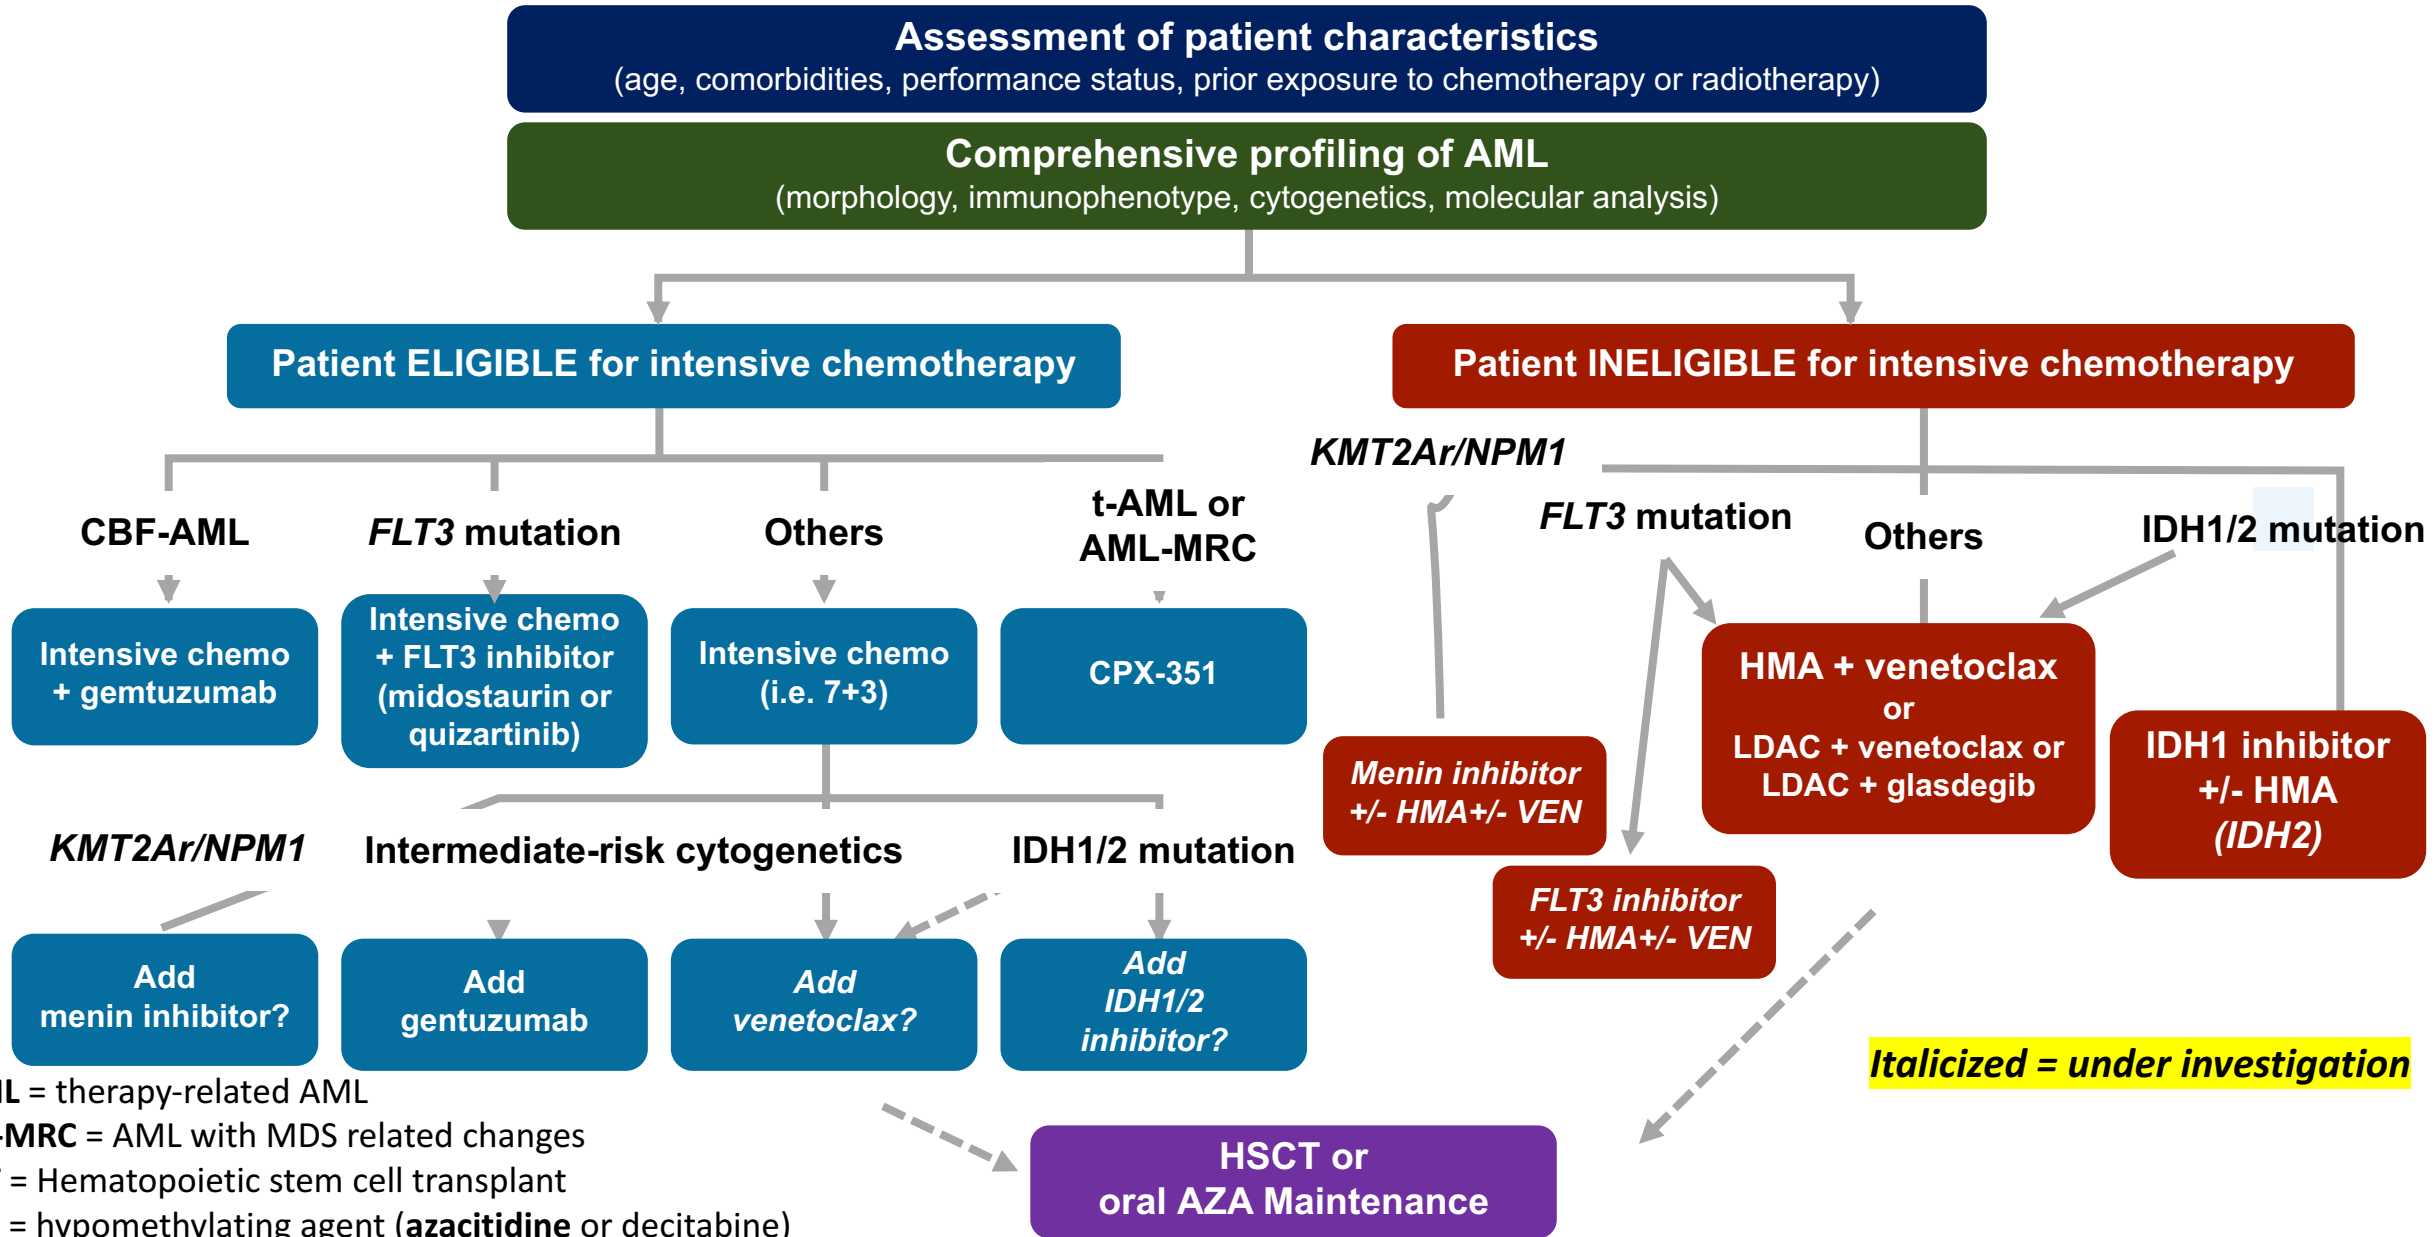 Assessment of patient characteristics
(age, comorbidities, performance status, prior exposure to chemotherapy or radiotherapy)
Comprehensive profiling of AML
(morphology, immunophenotype, cytogenetics, molecular analysis)
Patient ELIGIBLE for intensive chemotherapy
Patient INELIGIBLE for intensive chemotherapy
CBF-AML
FLT3 mutation
Others
t-AML or
AML-MRC
KMT2Ar/NPM1
FLT3 mutation
Others
IDH1/2 mutation
Intensive chemo
+ gemtuzumab
Intensive chemo
+ FLT3 inhibitor
(midostaurin or
quizartinib)
Intensive chemo
(i.e. 7+3)
CPX-351
Menin inhibitor
+/- HMA+/- VEN
FLT3 inhibitor
+/- HMA+/- VEN
HMA + venetoclax
or
LDAC + venetoclax or
LDAC + glasdegib
IDH1 inhibitor
+/- HMA
(IDH2)
KMT2Ar/NPM1
Intermediate-risk cytogenetics
IDH1/2 mutation
Add
menin inhibitor?
Add
gentuzumab
Add
venetoclax?
Add
IDH1/2
inhibitor?
Italicized = under investigation
= therapy-related AML
-MRC = AML with MDS related changes
= Hematopoietic stem cell transplant
= hypomethylating agent (azacitidine or decitabine)
HSCT or
oral AZA Maintenance